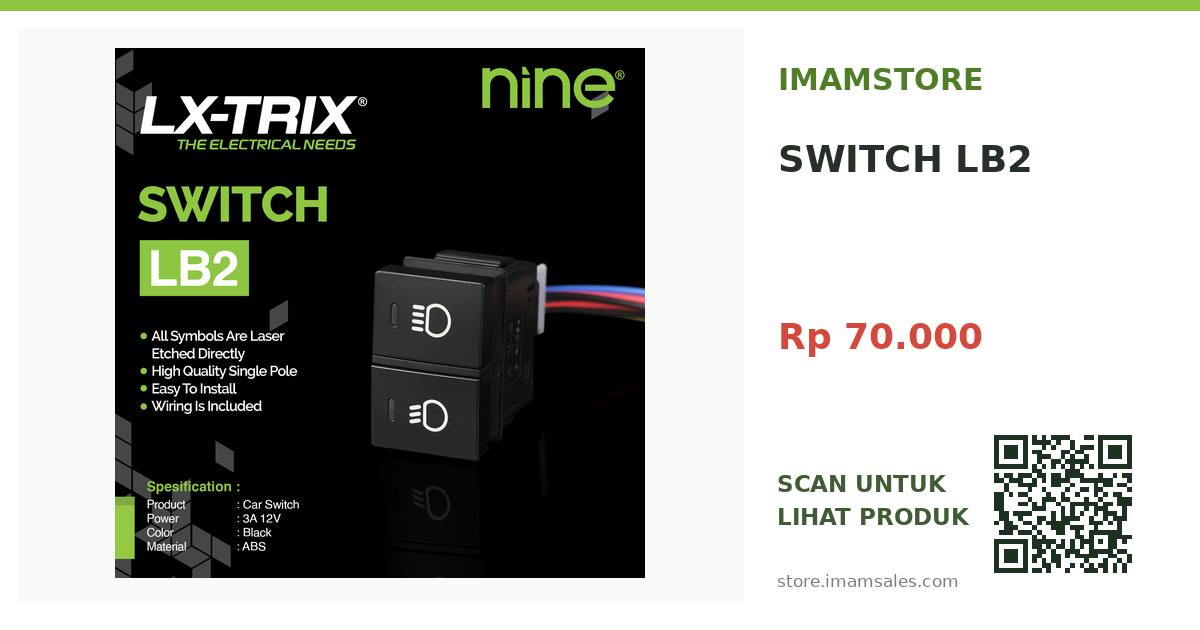 LX-TRIX®
THE ELECTRICAL NEEDS
nine®
SWITCH
LB2
All Symbols Are Laser
Etched Directly
High Quality Single Pole
Easy To Install
Wiring Is Included
Spesification :
Product : Car Switch
Power : 3A 12V
Color : Black
Material : ABS
IMAMSTORE
SWITCH LB2
Rp 70.000
SCAN UNTUK
LIHAT PRODUK
store.imamsales.com